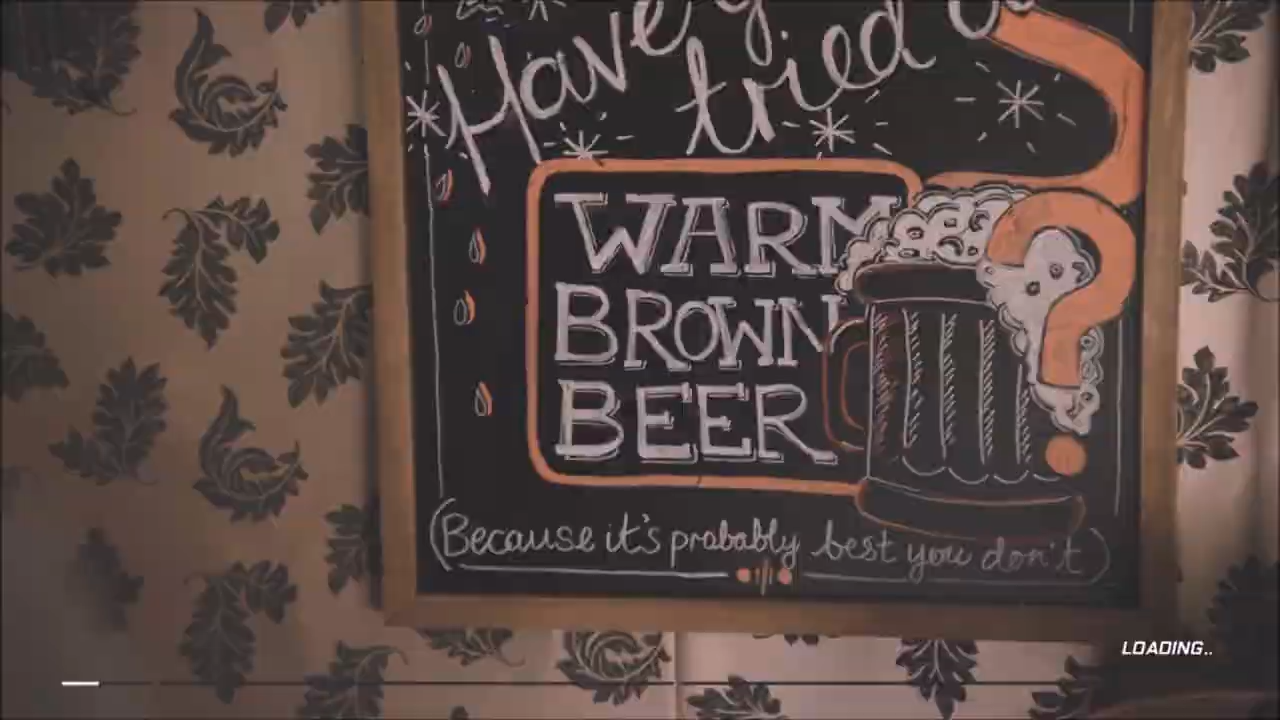 Have
tried
WARM
BROWN
BEER
?
(Because it's probably best you don't)
LOADING..